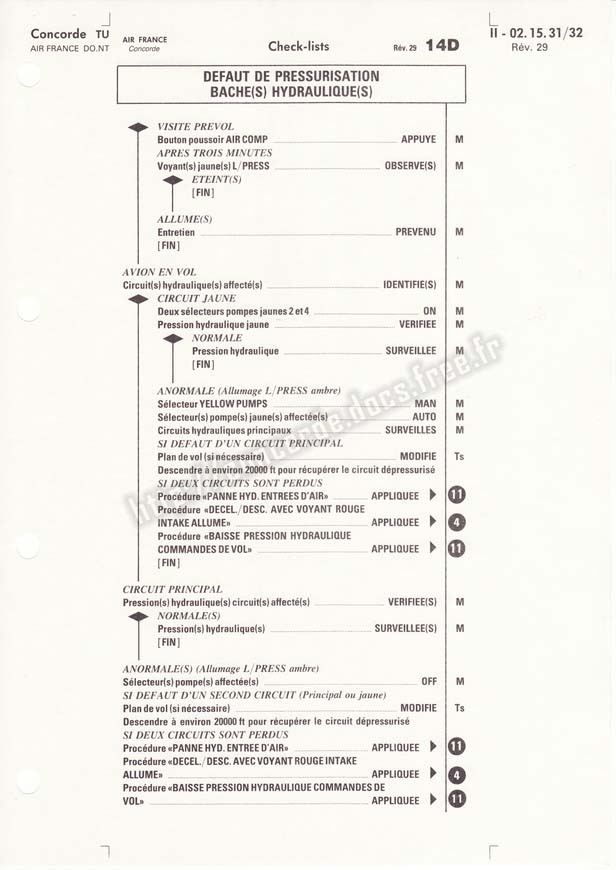 Concorde TU
AIR FRANCE DO.NT
AIR FRANCE
Concorde
Check-lists
Rév. 29 14D
II - 02.15.31/32
Rév. 29
DEFAUT DE PRESSURISATION
BACHE(S) HYDRAULIQUE(S)
VISITE PREVOL
Bouton poussoir AIR COMP APPUYE M
APRES TROIS MINUTES
Voyant(s) jaune(s) L/PRESS OBSERVE(S) M
ETEINT(S)
[FIN]
ALLUME(S)
Entretien PREVENU M
[FIN]
AVION EN VOL
Circuit(s) hydraulique(s) affecté(s) IDENTIFIE(S) M
CIRCUIT JAUNE
Deux sélecteurs pompes jaunes 2 et 4 ON M
Pression hydraulique jaune VERIFIEE M
NORMALE
Pression hydraulique SURVEILLEE M
[FIN]
ANORMALE (Allumage L/PRESS ambre)
Sélecteur YELLOW PUMPS MAN M
Sélecteur(s) pompe(s) jaune(s) affectée(s) AUTO M
Circuits hydrauliques principaux SURVEILLES M
SI DEFAUT D'UN CIRCUIT PRINCIPAL
Plan de vol (si nécessaire) MODIFIE Ts
Descendre à environ 20000 ft pour récupérer le circuit dépressurisé
SI DEUX CIRCUITS SONT PERDUS
Procédure «PANNE HYD. ENTREES D'AIR» APPLIQUEE 11
Procédure «DECEL./DESC. AVEC VOYANT ROUGE
INTAKE ALLUME» APPLIQUEE 4
Procédure «BAISSE PRESSION HYDRAULIQUE
COMMANDES DE VOL» APPLIQUEE 11
[FIN]
CIRCUIT PRINCIPAL
Pression(s) hydraulique(s) circuit(s) affecté(s) VERIFIEE(S) M
NORMALE(S)
Pression(s) hydraulique(s) SURVEILLEE(S) M
[FIN]
ANORMALE(S) (Allumage L/PRESS ambre)
Sélecteur(s) pompe(s) affectée(s) OFF M
SI DEFAUT D'UN SECOND CIRCUIT (Principal ou jaune)
Plan de vol (si nécessaire) MODIFIE Ts
Descendre à environ 20000 ft pour récupérer le circuit dépressurisé
SI DEUX CIRCUITS SONT PERDUS
Procédure «PANNE HYD. ENTREE D'AIR» APPLIQUEE 11
Procédure «DECEL./DESC. AVEC VOYANT ROUGE INTAKE
ALLUME» APPLIQUEE 4
Procédure «BAISSE PRESSION HYDRAULIQUE COMMANDES DE
VOL» APPLIQUEE 11